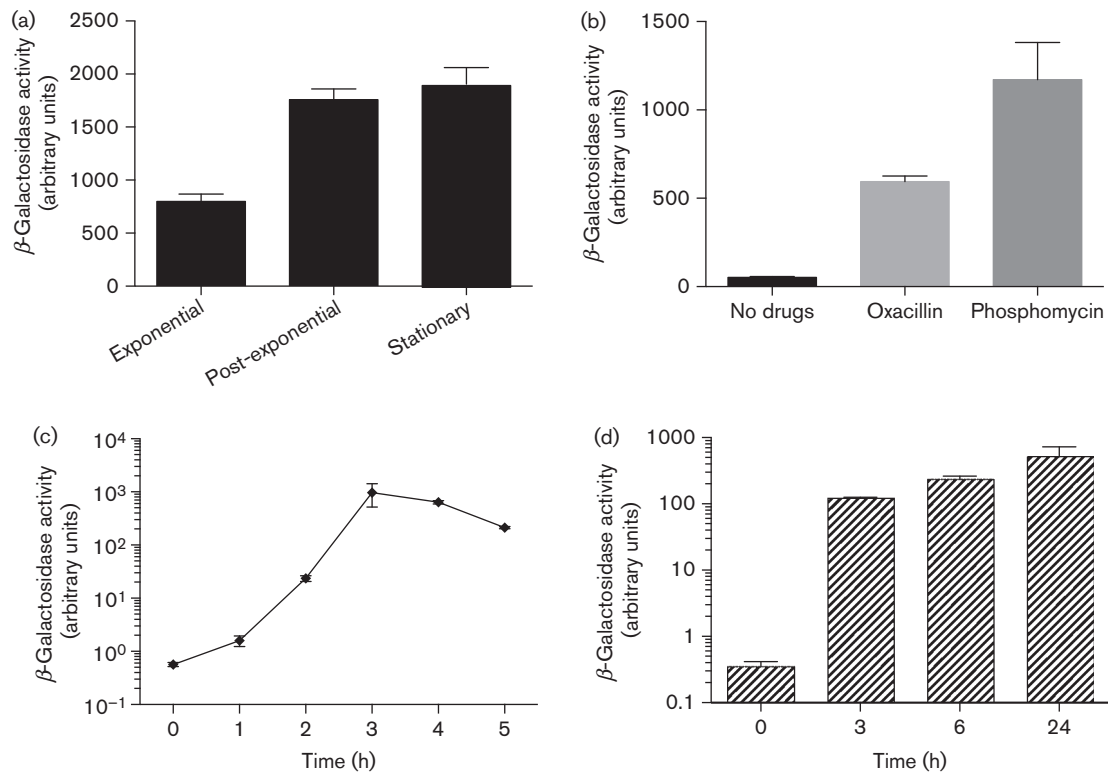 (a)
2500
2000
1500
1000
500
0
β-Galactosidase activity
(arbitrary units)
Exponential
Post-exponential
Stationary
(b)
1500
1000
500
0
β-Galactosidase activity
(arbitrary units)
No drugs
Oxacillin
Phosphomycin
(c)
10⁴
10³
10²
10¹
10⁰
10⁻¹
β-Galactosidase activity
(arbitrary units)
0 1 2 3 4 5
Time (h)
(d)
1000
100
10
1
0.1
β-Galactosidase activity
(arbitrary units)
0 3 6 24
Time (h)